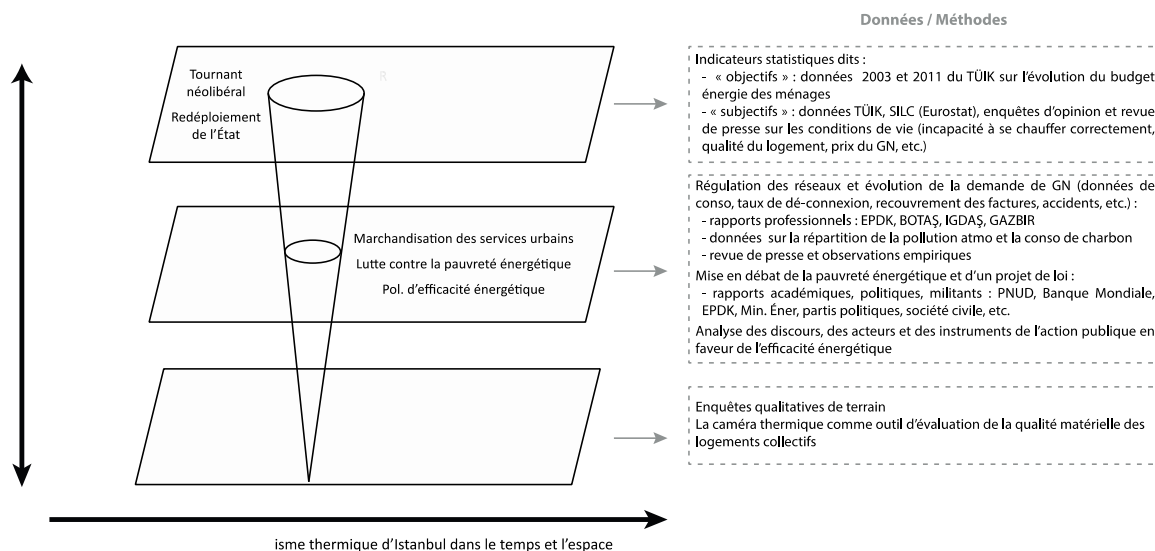 Données / Méthodes
Tournant
néolibéral
Redéploiement
de l'État
R
Indicateurs statistiques dits :
- « objectifs » : données 2003 et 2011 du TÜIK sur l'évolution du budget
énergie des ménages
- « subjectifs » : données TÜIK, SILC (Eurostat), enquêtes d'opinion et revue
de presse sur les conditions de vie (incapacité à se chauffer correctement,
qualité du logement, prix du GN, etc.)
Marchandisation des services urbains
Lutte contre la pauvreté énergétique
Pol. d'efficacité énergétique
Régulation des réseaux et évolution de la demande de GN (données de
conso, taux de dé-connexion, recouvrement des factures, accidents, etc.) :
- rapports professionnels : EPDK, BOTAŞ, IGDAŞ, GAZBIR
- données sur la répartition de la pollution atmo et la conso de charbon
- revue de presse et observations empiriques
Mise en débat de la pauvreté énergétique et d'un projet de loi :
- rapports académiques, politiques, militants : PNUD, Banque Mondiale,
EPDK, Min. Éner, partis politiques, société civile, etc.
Analyse des discours, des acteurs et des instruments de l'action publique en
faveur de l'efficacité énergétique
Enquêtes qualitatives de terrain
La caméra thermique comme outil d'évaluation de la qualité matérielle des
logements collectifs
isme thermique d'Istanbul dans le temps et l'espace